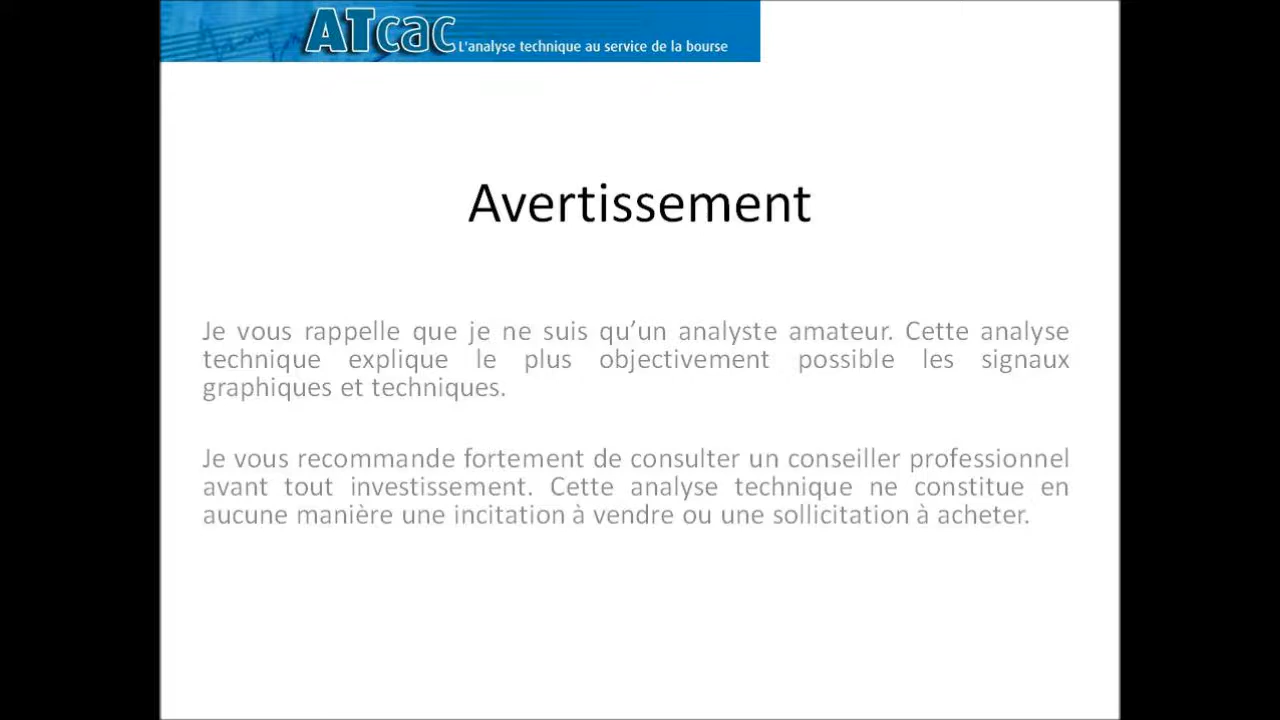 ATcac L'analyse technique au service de la bourse
Avertissement
Je vous rappelle que je ne suis qu’un analyste amateur. Cette analyse
technique explique le plus objectivement possible les signaux
graphiques et techniques.
Je vous recommande fortement de consulter un conseiller professionnel
avant tout investissement. Cette analyse technique ne constitue en
aucune manière une incitation à vendre ou une sollicitation à acheter.